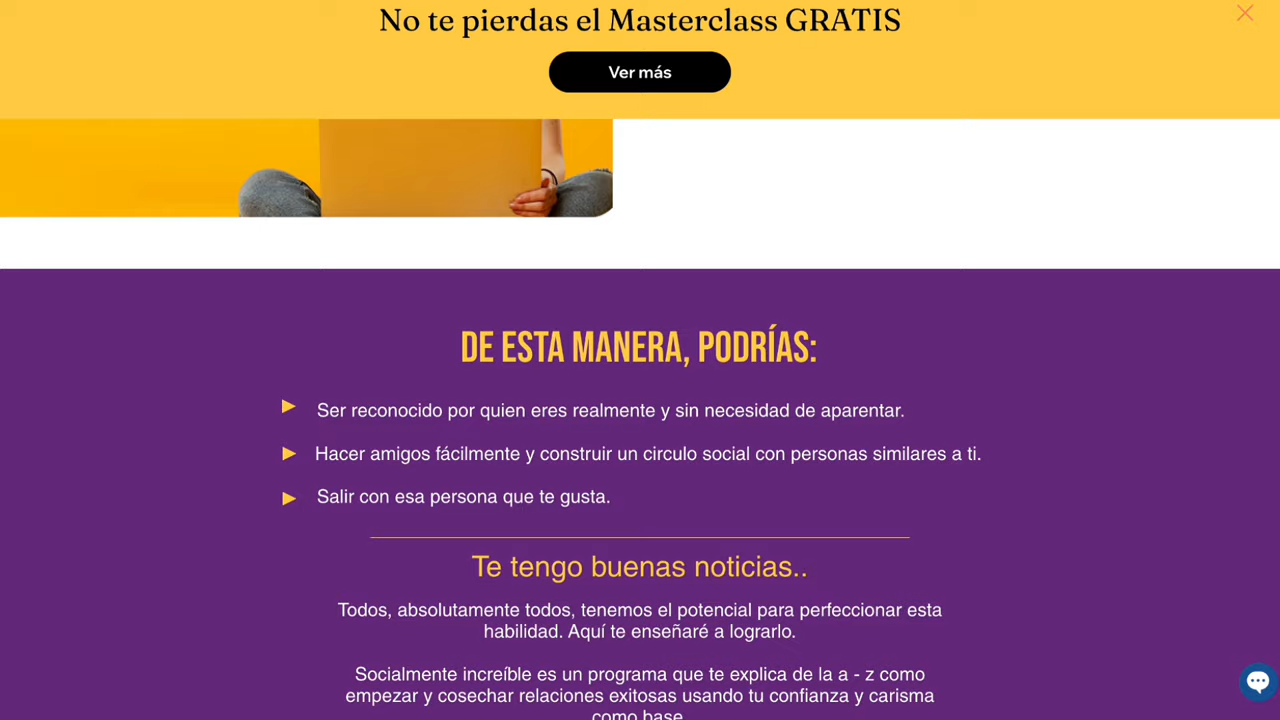 No te pierdas el Masterclass GRATIS
Ver más
DE ESTA MANERA, PODRÍAS:
Ser reconocido por quien eres realmente y sin necesidad de aparentar.
Hacer amigos fácilmente y construir un circulo social con personas similares a ti.
Salir con esa persona que te gusta.
Te tengo buenas noticias..
Todos, absolutamente todos, tenemos el potencial para perfeccionar esta
habilidad. Aquí te enseñaré a lograrlo.
Socialmente increíble es un programa que te explica de la a - z como
empezar y cosechar relaciones exitosas usando tu confianza y carisma
como base